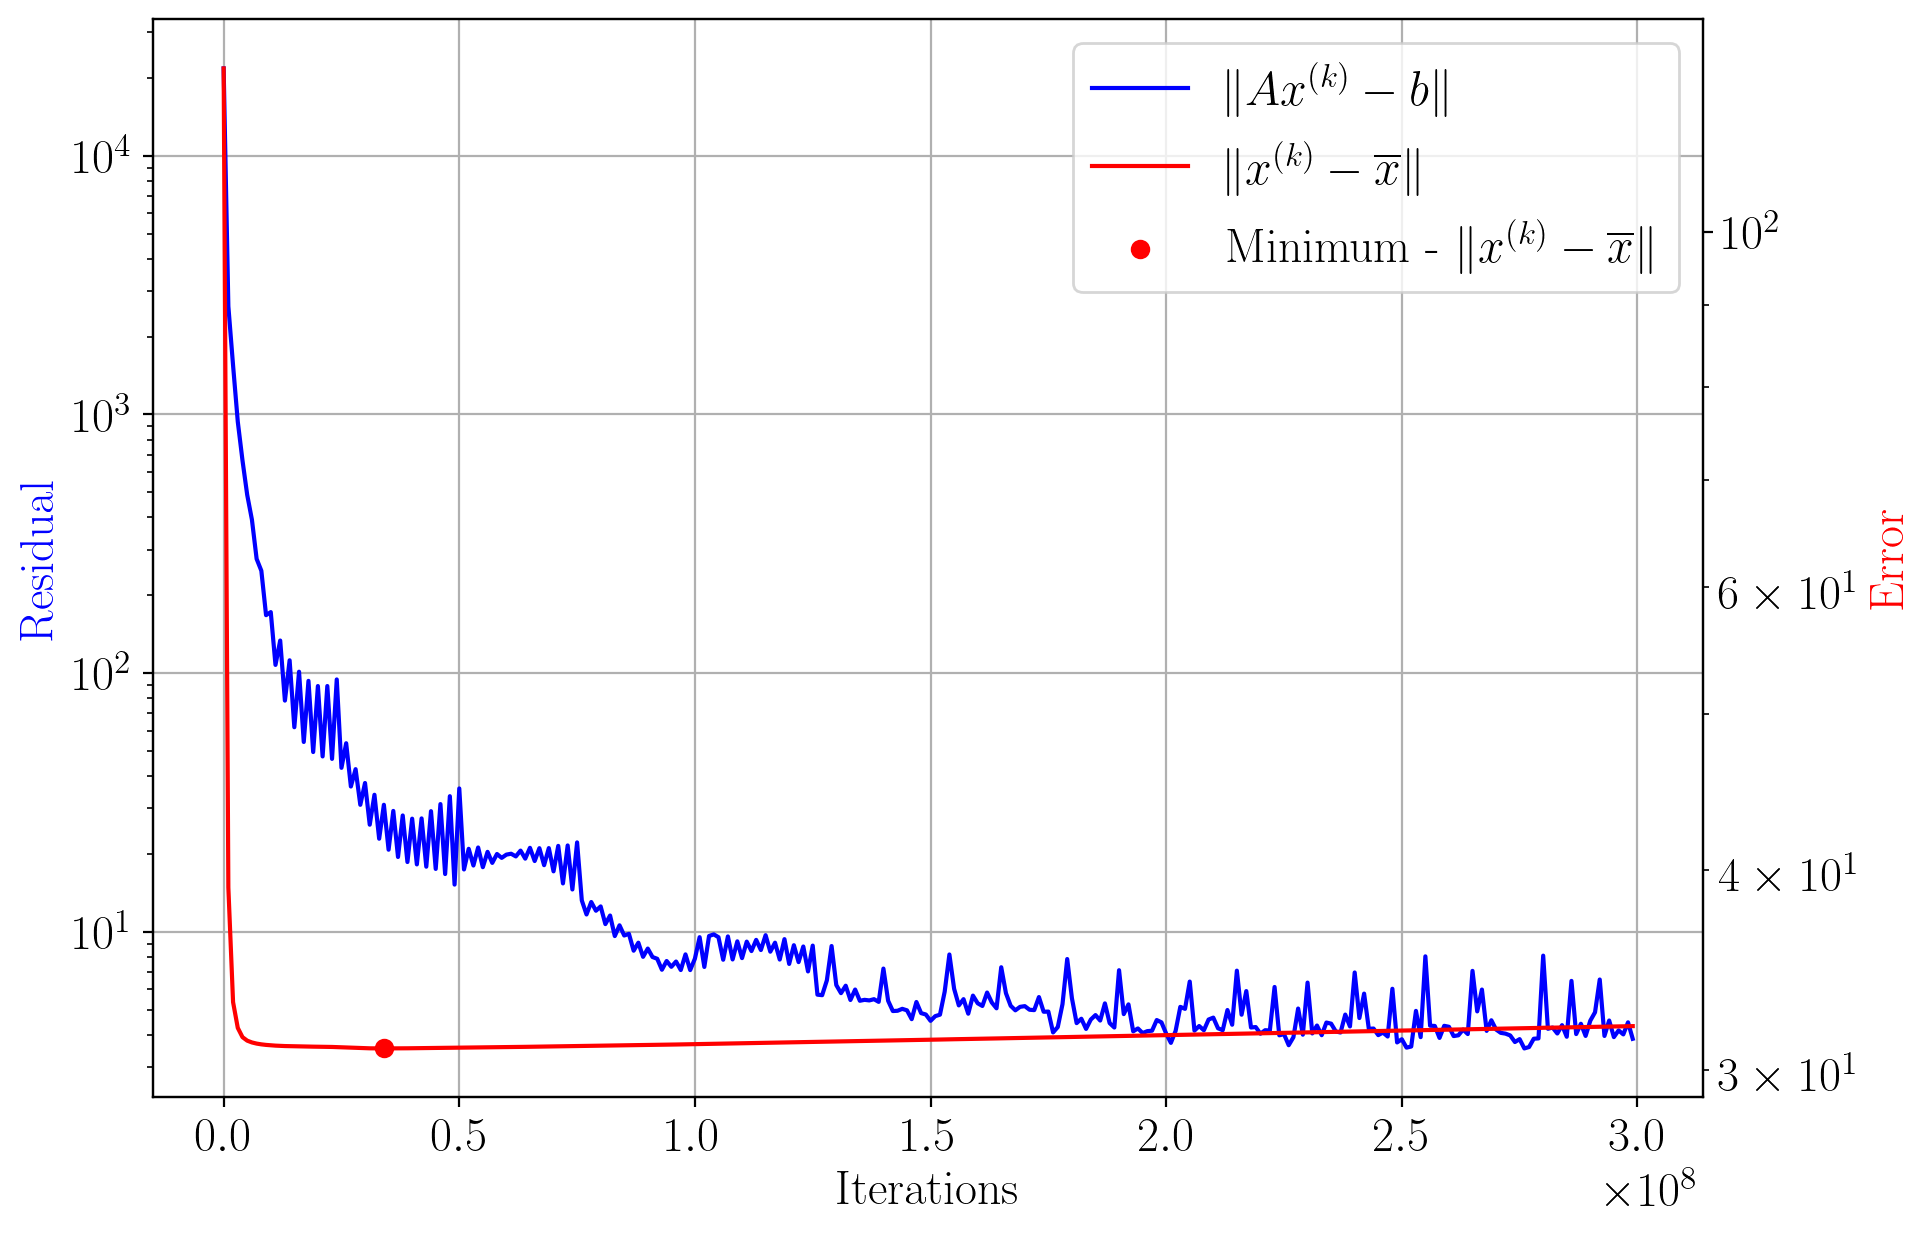 ‖Ax^(k) − b‖
‖x^(k) − x̅‖
Minimum - ‖x^(k) − x̅‖
10^4
10^3
10^2
10^1
Residual
10^2
6 × 10^1
4 × 10^1
3 × 10^1
Error
0.0 0.5 1.0 1.5 2.0 2.5 3.0
Iterations
×10^8